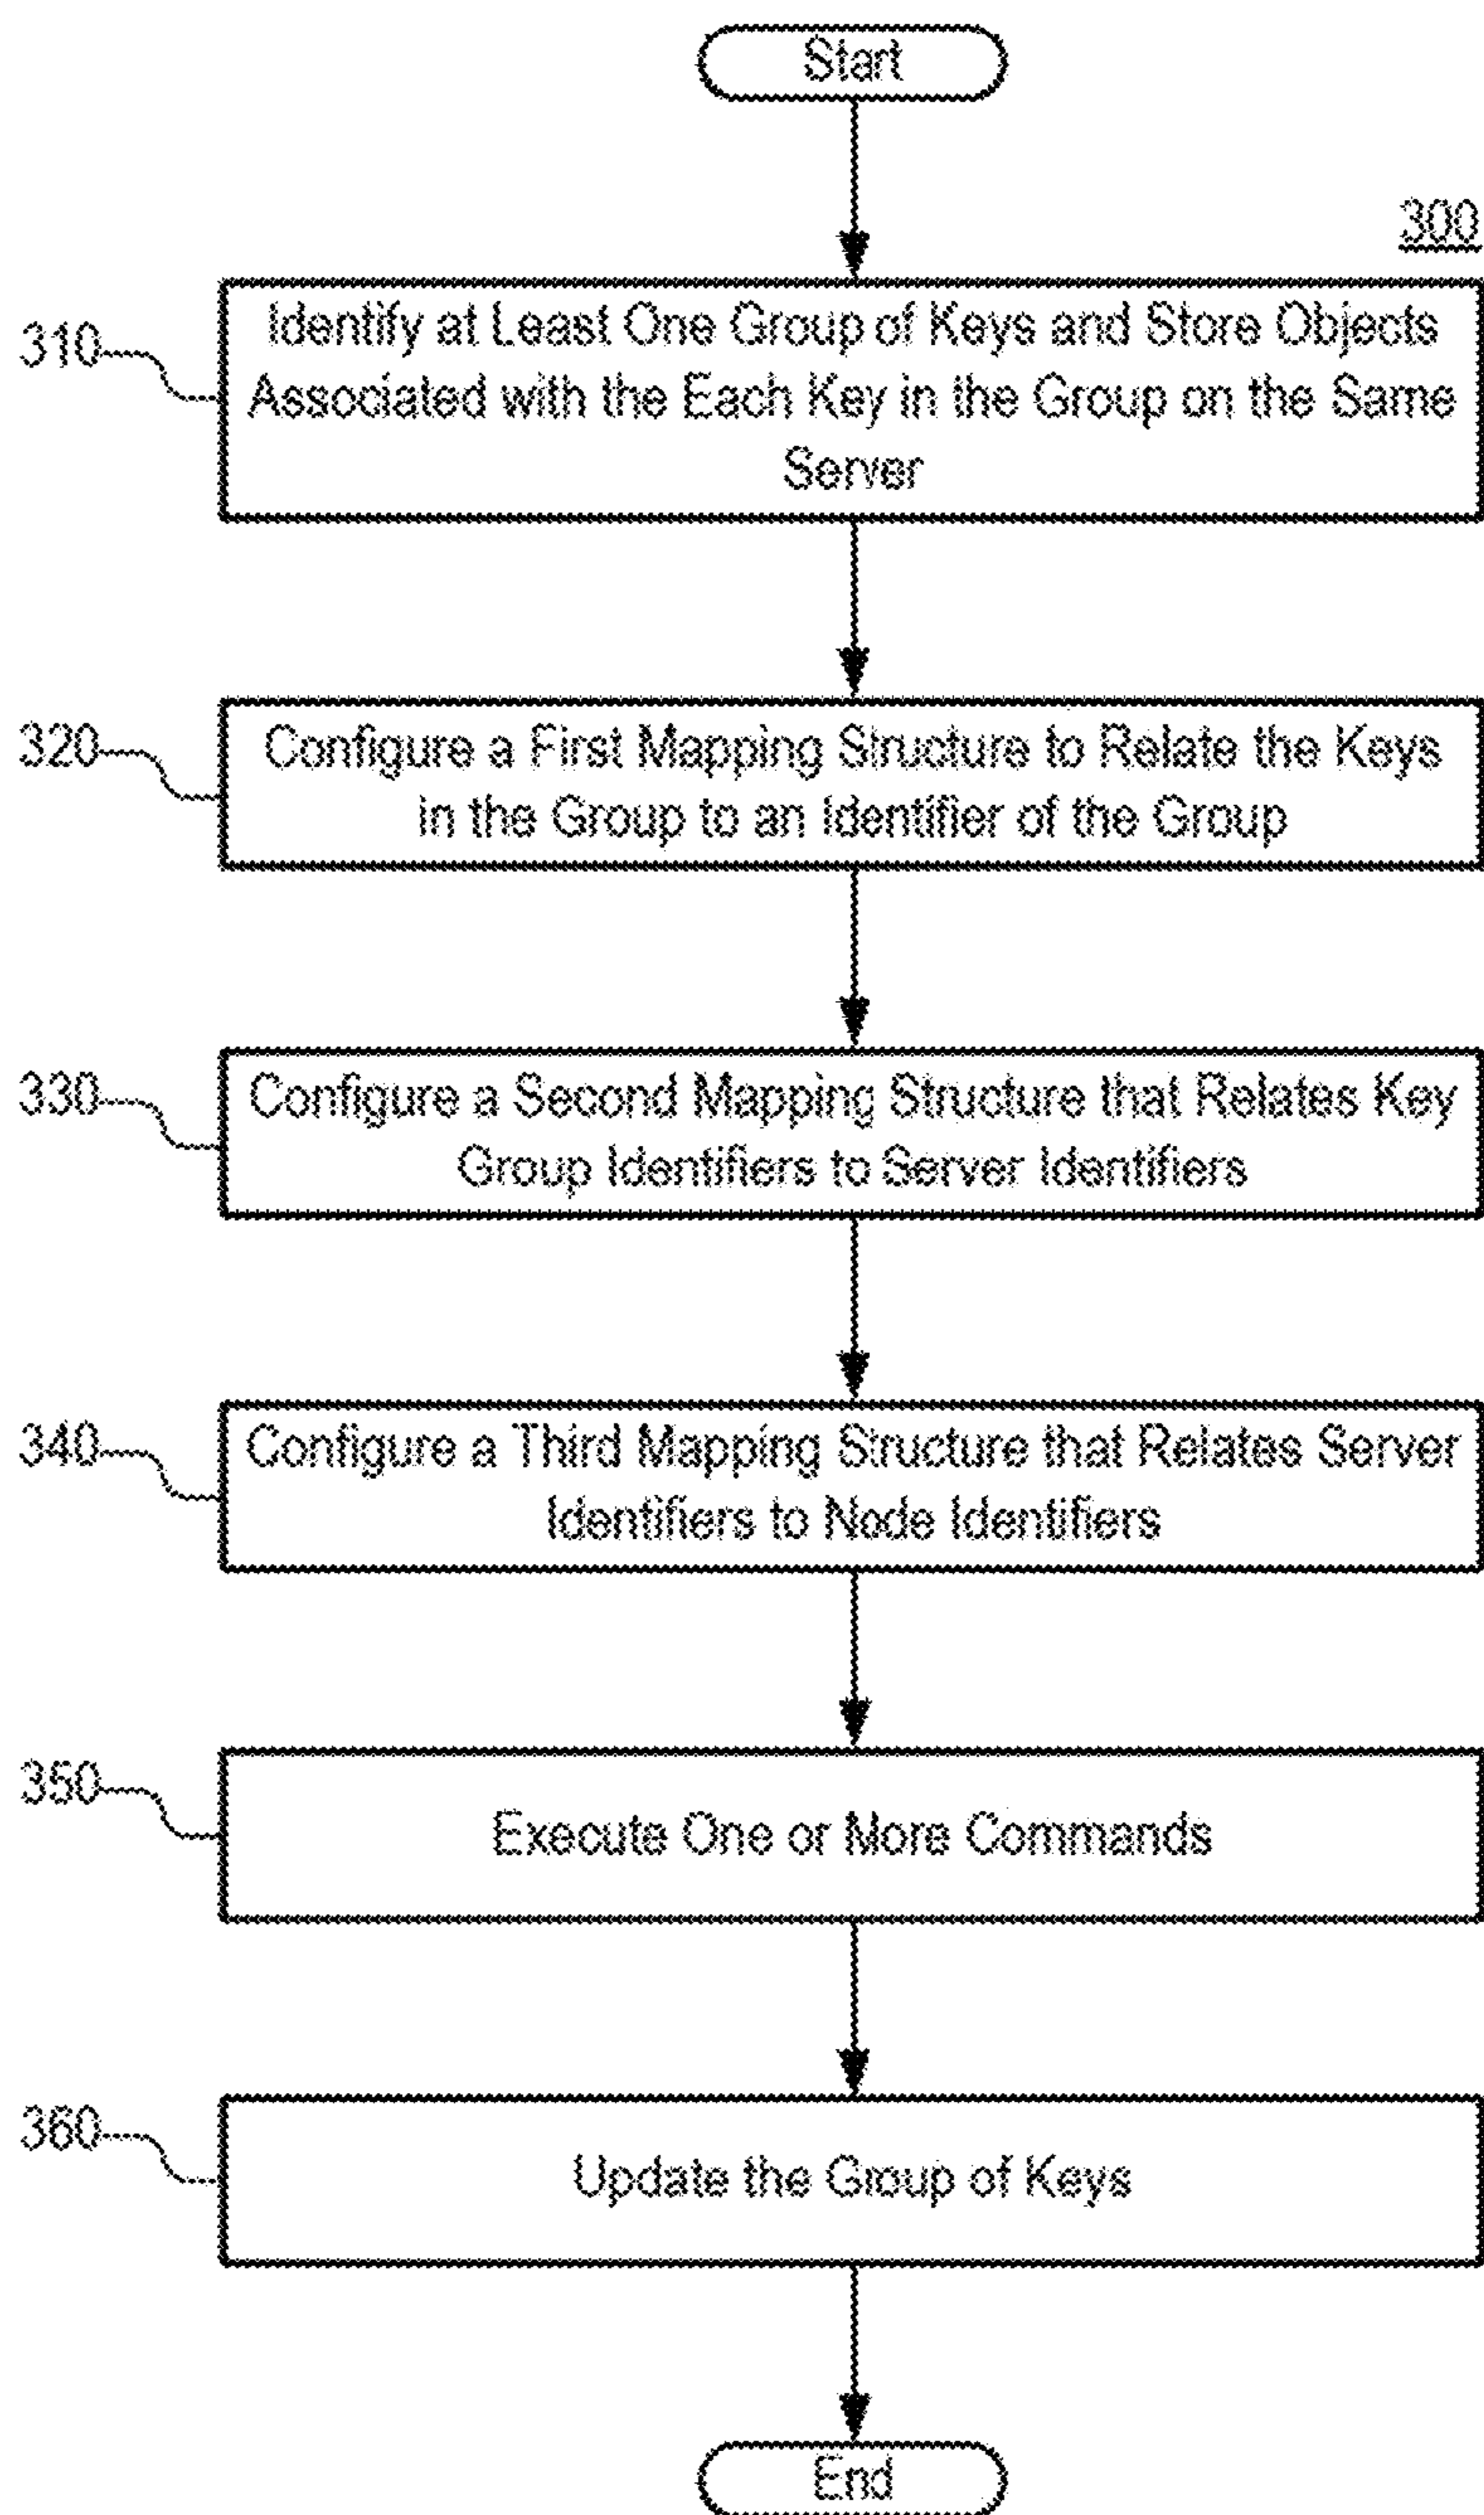 Start
300
310
Identify at Least One Group of Keys and Store Objects
Associated with the Each Key in the Group on the Same
Server
320
Configure a First Mapping Structure to Relate the Keys
in the Group to an Identifier of the Group
330
Configure a Second Mapping Structure that Relates Key
Group Identifiers to Server Identifiers
340
Configure a Third Mapping Structure that Relates Server
Identifiers to Node Identifiers
350
Execute One or More Commands
360
Update the Group of Keys
End